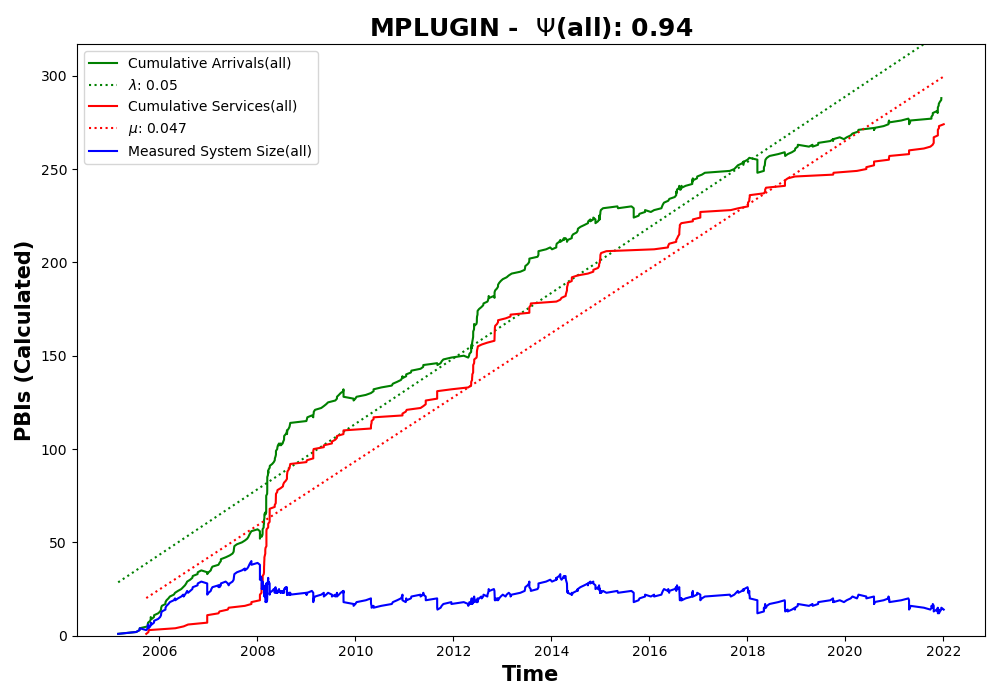 MPLUGIN - Ψ(all): 0.94
Cumulative Arrivals(all)
λ: 0.05
Cumulative Services(all)
μ: 0.047
Measured System Size(all)
PBIs (Calculated)
300
250
200
150
100
50
0
2006 2008 2010 2012 2014 2016 2018 2020 2022
Time